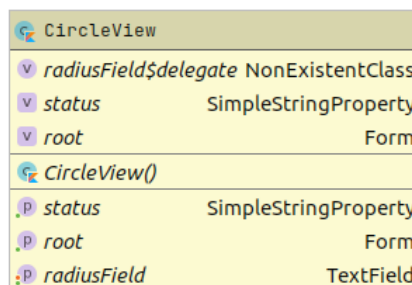 CircleView
v radiusField$delegate NonExistentClass
v status SimpleStringProperty
v root Form
CircleView()
p status SimpleStringProperty
p root Form
p radiusField TextField